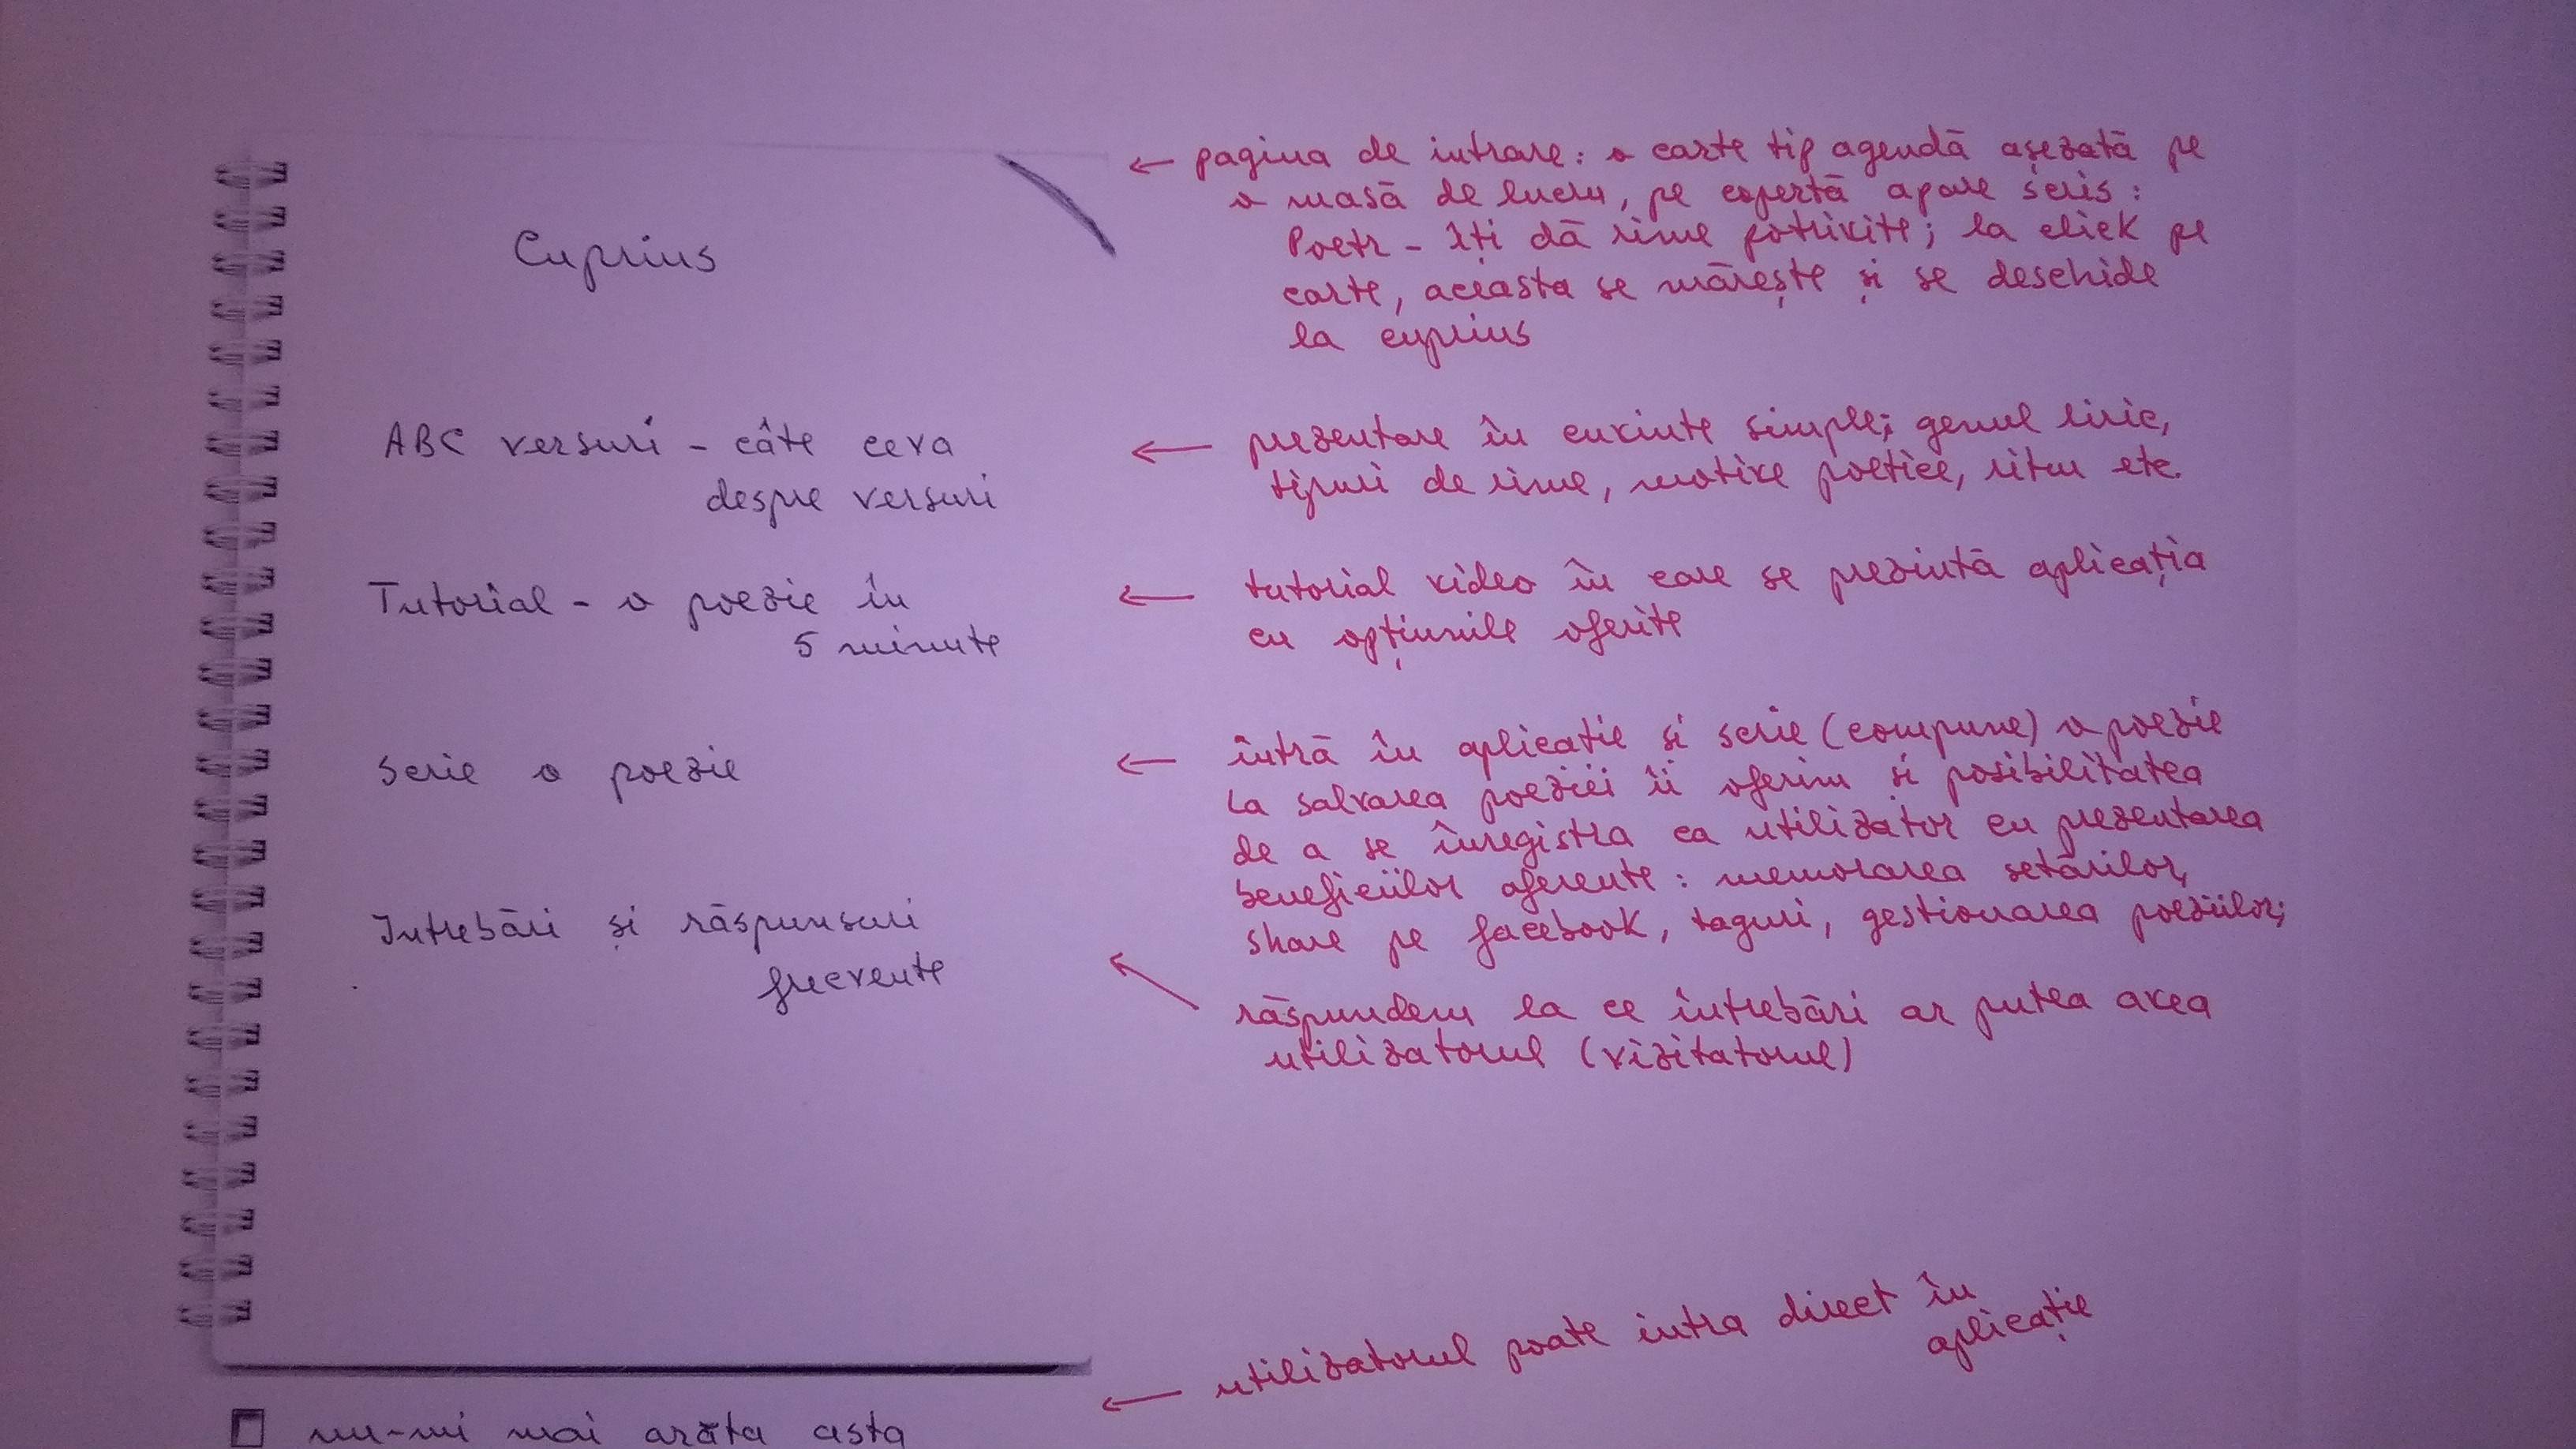 Cuprins
ABC versuri - câte ceva
despre versuri
Tutorial - o poezie în
5 minute
Scrie o poezie
Intrebări și răspunsuri
frecvente
nu-mi mai arăta asta
← pagina de intrare: o carte tip agendă așezată pe
o masă de lucru, pe copertă apare scris:
Poetr - Iti dă rime potrivite; la click pe
carte, aceasta se mărește și se deschide
la cuprins
← prezentare în cuvinte simple; genul liric,
tipuri de rime, motive poetice, ritm etc.
← tutorial video în care se prezintă aplicația
cu opțiunile oferite
← întră în aplicatie și scrie (compune) o poezie
La salvarea poeziei îi oferim și posibilitatea
de a se înregistra ca utilizator cu prezentarea
beneficiilor aferente: memorarea setărilor,
share pe facebook, taguri, gestionarea poeziilor;
răspundem la ce întrebări ar putea avea
utilizatorul (vizitatorul)
← utilizatorul poate intra direct în
aplicație